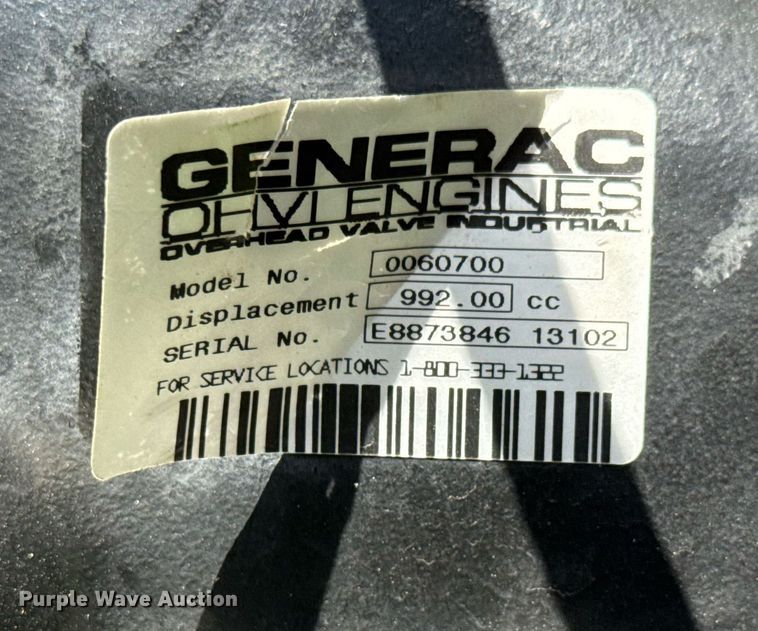 GENERAC
OHVI ENGINES
OVERHEAD VALVE INDUSTRIAL
Model No. 0060700
Displacement 992.00 cc
SERIAL No. E8873846 13102
FOR SERVICE LOCATIONS 1-800-333-1322
Purple Wave Auction